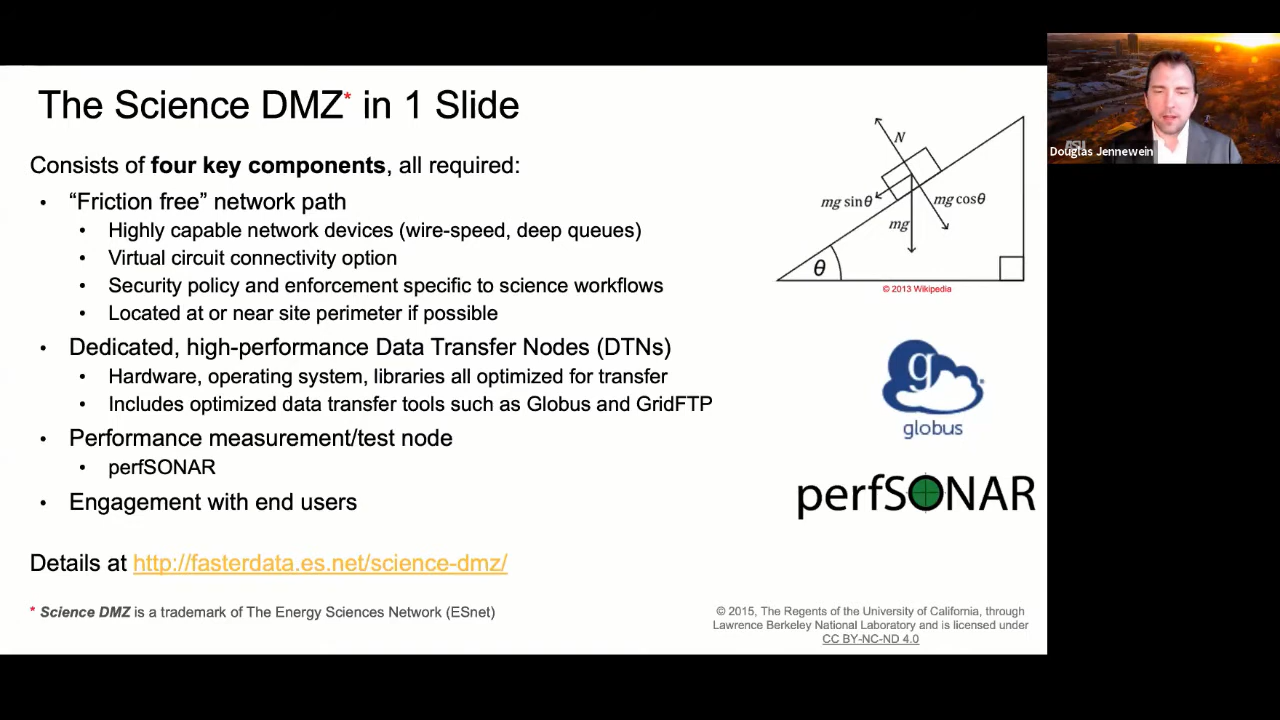 The Science DMZ* in 1 Slide
Consists of four key components, all required:
• “Friction free” network path
• Highly capable network devices (wire-speed, deep queues)
• Virtual circuit connectivity option
• Security policy and enforcement specific to science workflows
• Located at or near site perimeter if possible
• Dedicated, high-performance Data Transfer Nodes (DTNs)
• Hardware, operating system, libraries all optimized for transfer
• Includes optimized data transfer tools such as Globus and GridFTP
• Performance measurement/test node
• perfSONAR
• Engagement with end users
Details at http://fasterdata.es.net/science-dmz/
* Science DMZ is a trademark of The Energy Sciences Network (ESnet)
N
mg sinθ
mg cosθ
mg
θ
© 2013 Wikipedia
g
globus
perfSONAR
© 2015, The Regents of the University of California, through
Lawrence Berkeley National Laboratory and is licensed under
CC BY-NC-ND 4.0
ASU
Douglas Jennewein